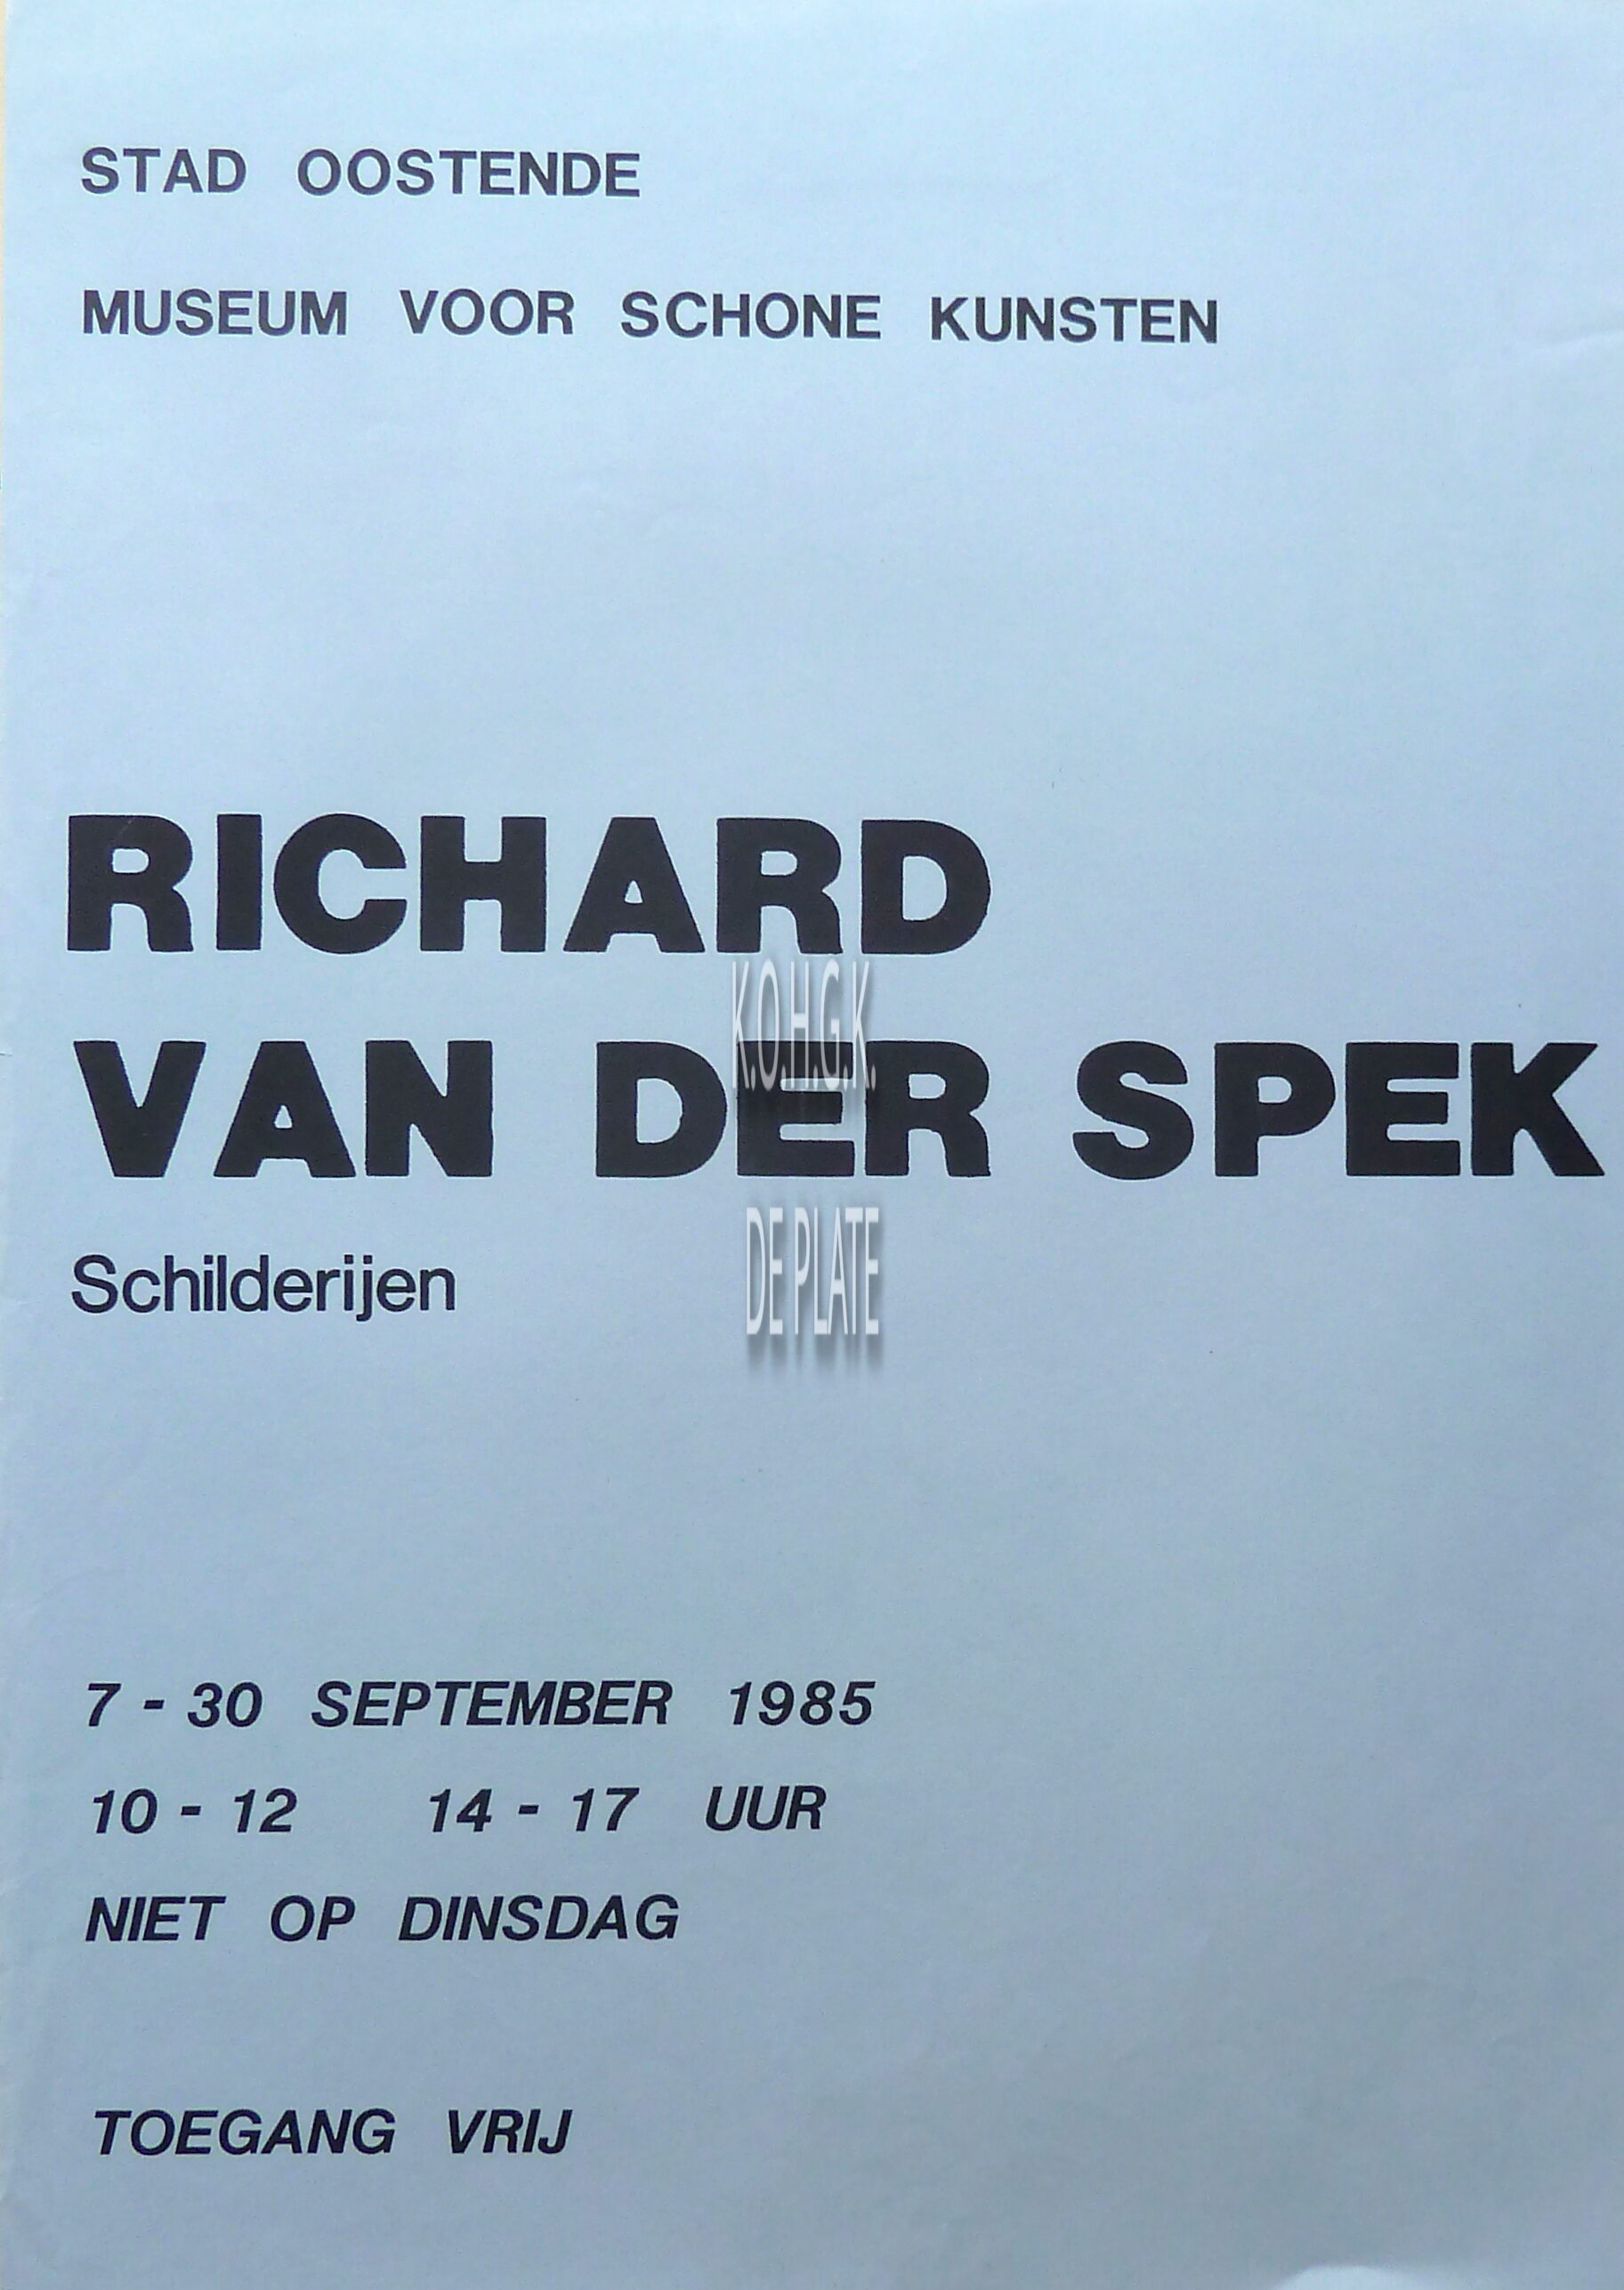 STAD OOSTENDE
MUSEUM VOOR SCHONE KUNSTEN
RICHARD
VAN DER SPEK
K.O.H.G.K.
DE PLATE
Schilderijen
7 - 30 SEPTEMBER 1985
10 - 12 14 - 17 UUR
NIET OP DINSDAG
TOEGANG VRIJ